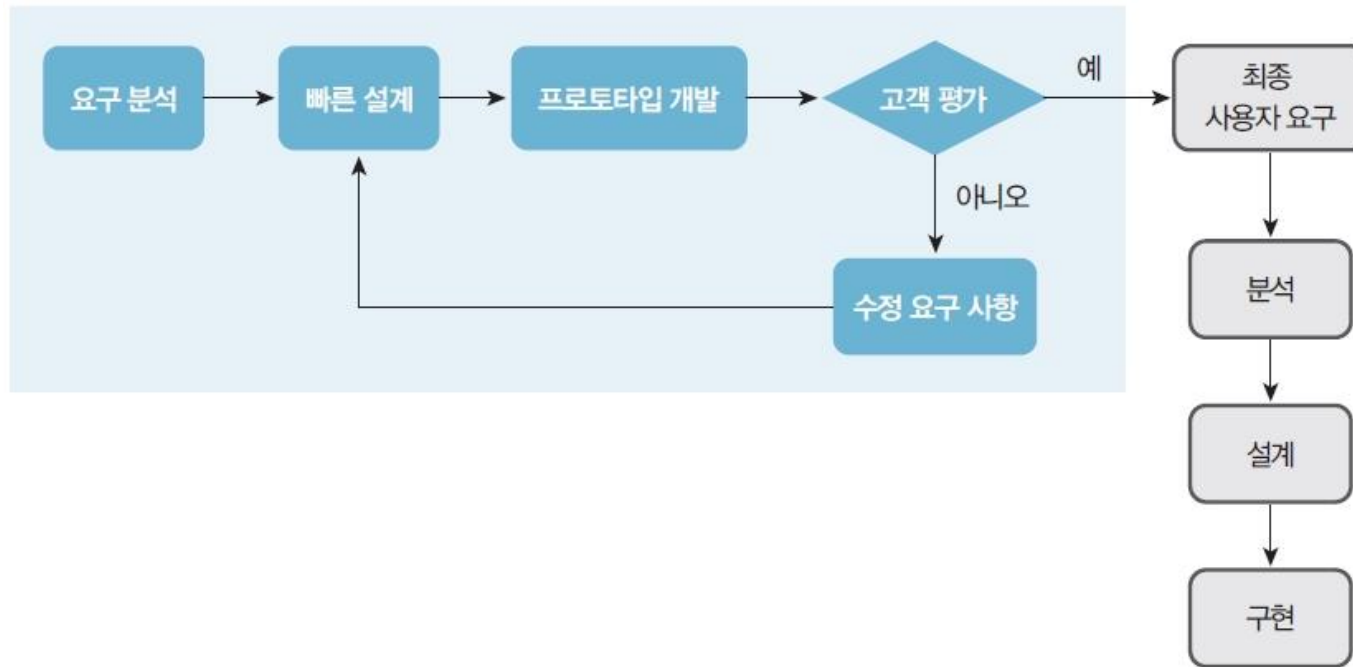 요구 분석
빠른 설계
프로토타입 개발
고객 평가
예
최종
사용자 요구
아니오
수정 요구 사항
분석
설계
구현